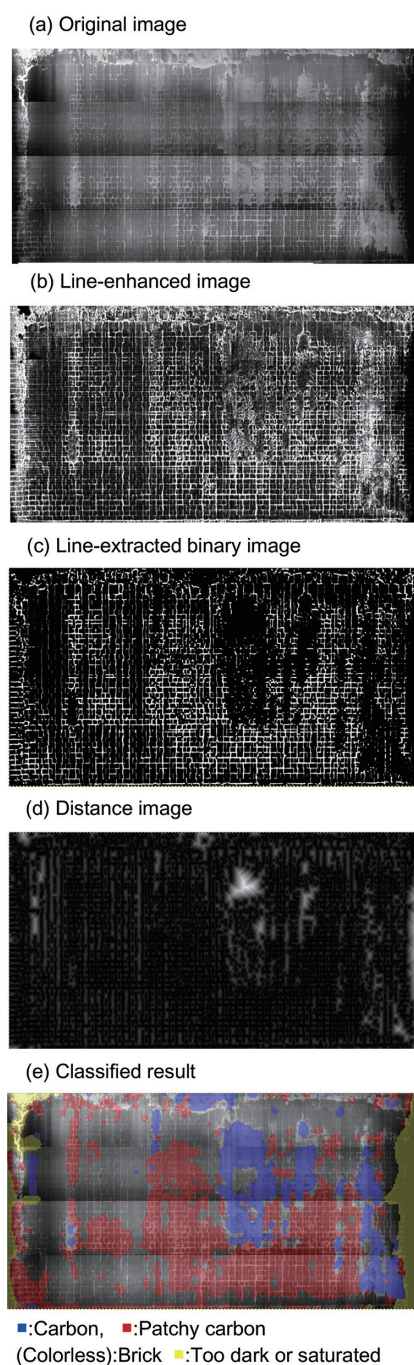 (a) Original image
(b) Line-enhanced image
(c) Line-extracted binary image
(d) Distance image
(e) Classified result
■:Carbon, ■:Patchy carbon
(Colorless):Brick ■:Too dark or saturated